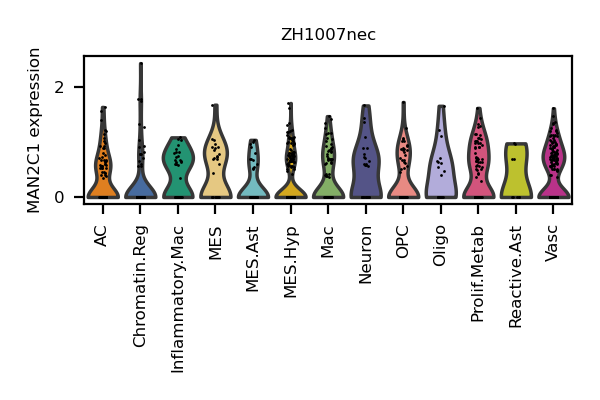 ZH1007nec
MAN2C1 expression
2
0
AC
Chromatin.Reg
Inflammatory.Mac
MES
MES.Ast
MES.Hyp
Mac
Neuron
OPC
Oligo
Prolif.Metab
Reactive.Ast
Vasc